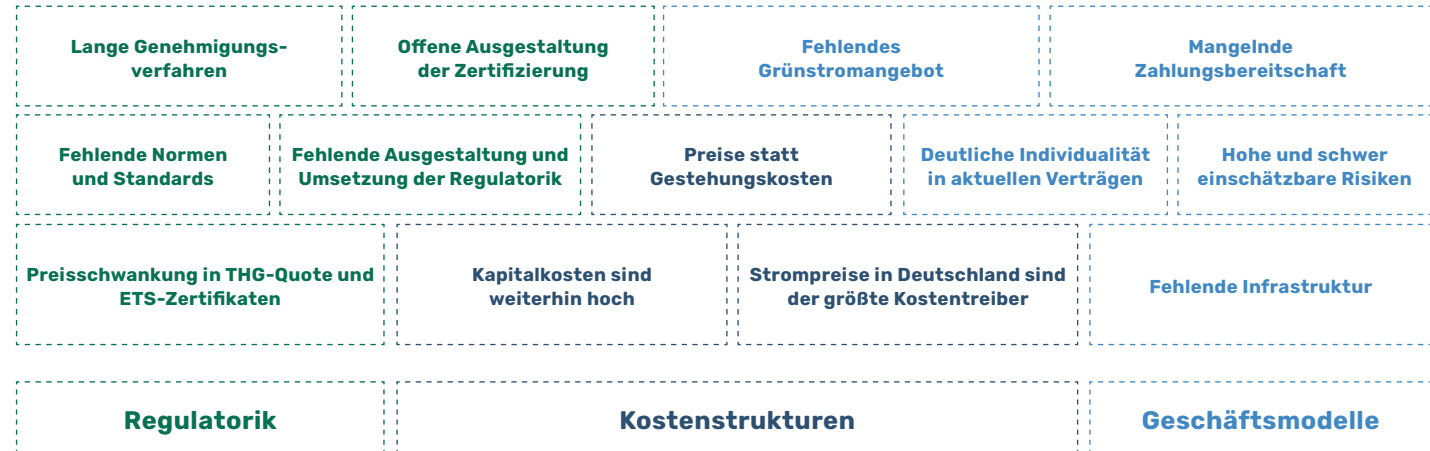 Lange Genehmigungs-
verfahren
Offene Ausgestaltung
der Zertifizierung
Fehlendes
Grünstromangebot
Mangelnde
Zahlungsbereitschaft
Fehlende Normen
und Standards
Fehlende Ausgestaltung und
Umsetzung der Regulatorik
Preise statt
Gestehungskosten
Deutliche Individualität
in aktuellen Verträgen
Hohe und schwer
einschätzbare Risiken
Preisschwankung in THG-Quote und
ETS-Zertifikaten
Kapitalkosten sind
weiterhin hoch
Strompreise in Deutschland sind
der größte Kostentreiber
Fehlende Infrastruktur
Regulatorik
Kostenstrukturen
Geschäftsmodelle